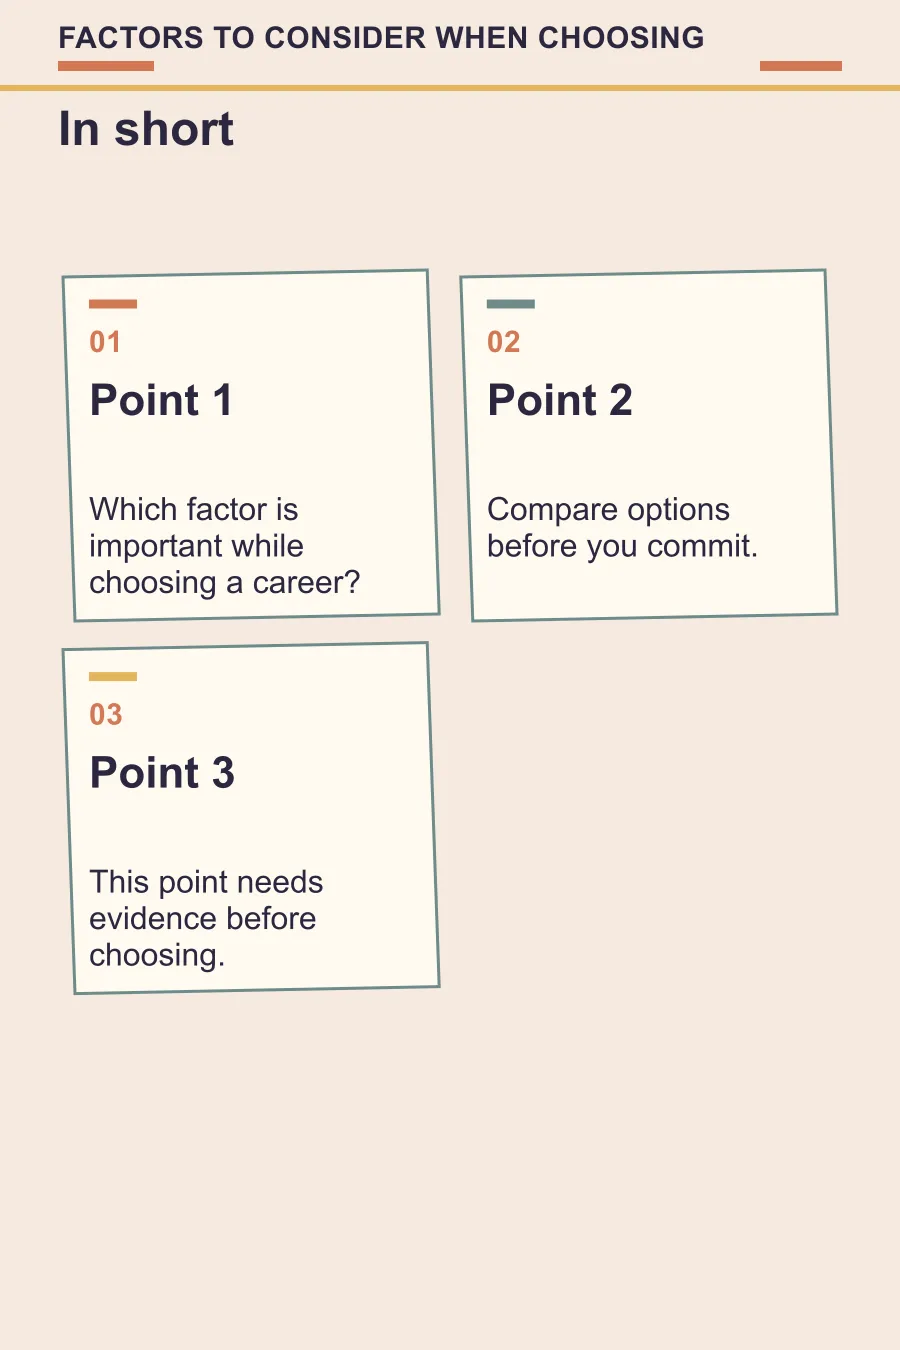 FACTORS TO CONSIDER WHEN CHOOSING
In short
01
Point 1
Which factor is
important while
choosing a career?
02
Point 2
Compare options
before you commit.
03
Point 3
This point needs
evidence before
choosing.